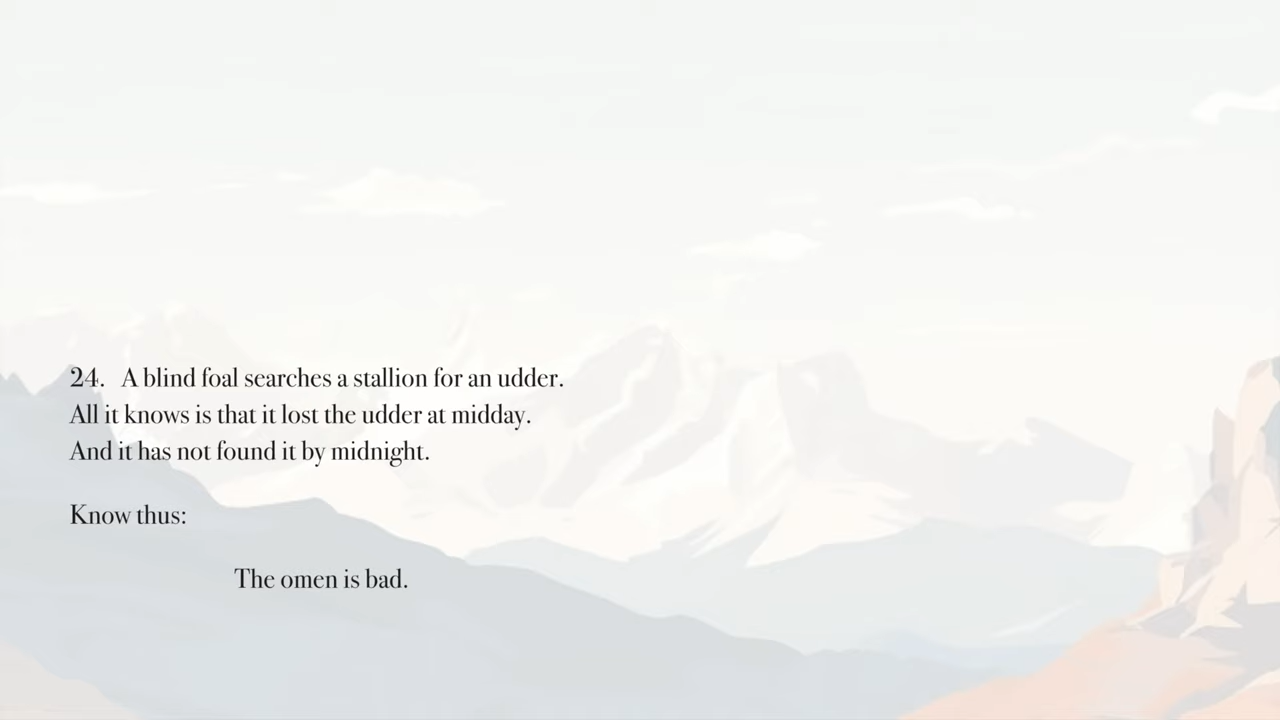 24. A blind foal searches a stallion for an udder.
All it knows is that it lost the udder at midday.
And it has not found it by midnight.
Know thus:
The omen is bad.